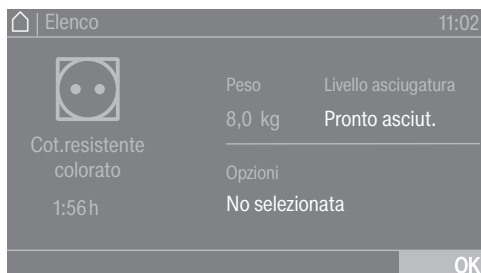 Elenco 11:02
Peso Livello asciugatura
8,0 kg Pronto asciut.
Cot.resistente
colorato
1:56 h
Opzioni
No selezionata
OK